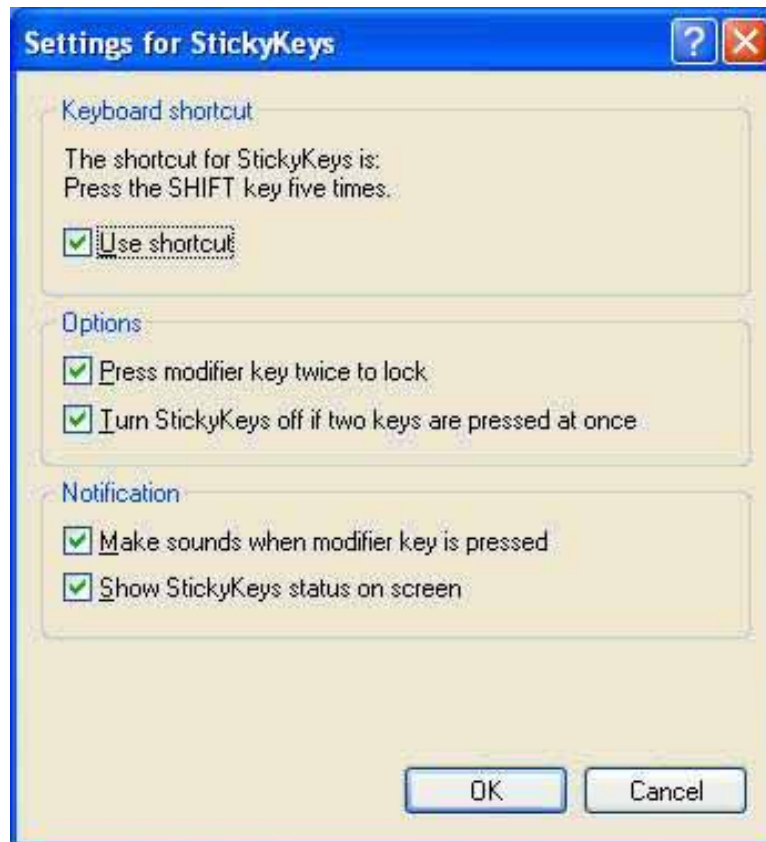 Settings for StickyKeys
Keyboard shortcut
The shortcut for StickyKeys is:
Press the SHIFT key five times.
Use shortcut
Options
Press modifier key twice to lock
Turn StickyKeys off if two keys are pressed at once
Notification
Make sounds when modifier key is pressed
Show StickyKeys status on screen
OK Cancel